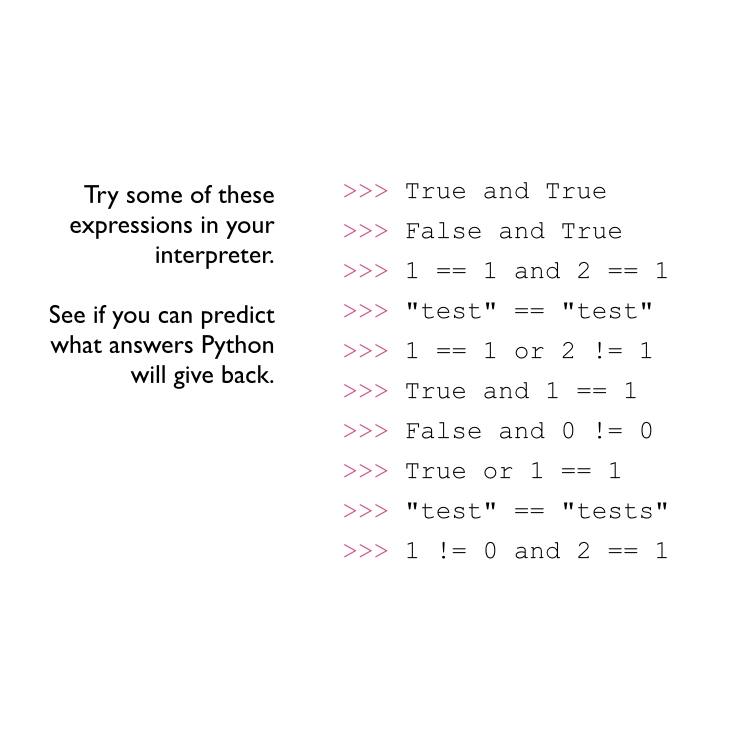 Try some of these
expressions in your
interpreter.
See if you can predict
what answers Python
will give back.
>>> True and True
>>> False and True
>>> 1 == 1 and 2 == 1
>>> "test" == "test"
>>> 1 == 1 or 2 != 1
>>> True and 1 == 1
>>> False and 0 != 0
>>> True or 1 == 1
>>> "test" == "tests"
>>> 1 != 0 and 2 == 1